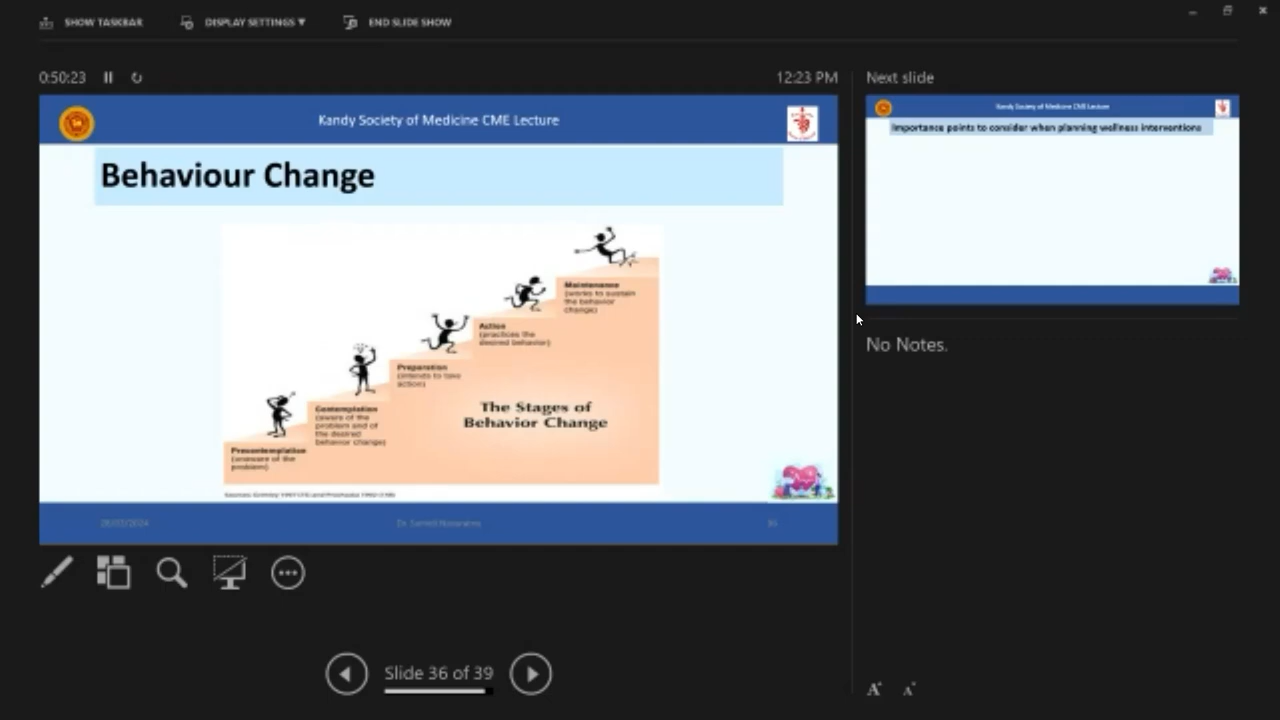 SHOW TASKBAR
DISPLAY SETTINGS ▼
END SLIDE SHOW
0:50:23
12:23 PM
Next slide
Kandy Society of Medicine CME Lecture
Behaviour Change
Maintenance
(works to sustain
the behavior
change)
Action
(practices the
desired behavior)
Preparation
(intends to take
action)
Contemplation
(aware of the
problem and of
the desired
behavior change)
Precontemplation
(unaware of the
problem)
The Stages of
Behavior Change
36
Kandy Society of Medicine CME Lecture
Importance points to consider when planning wellness interventions
No Notes.
Slide 36 of 39
A
A